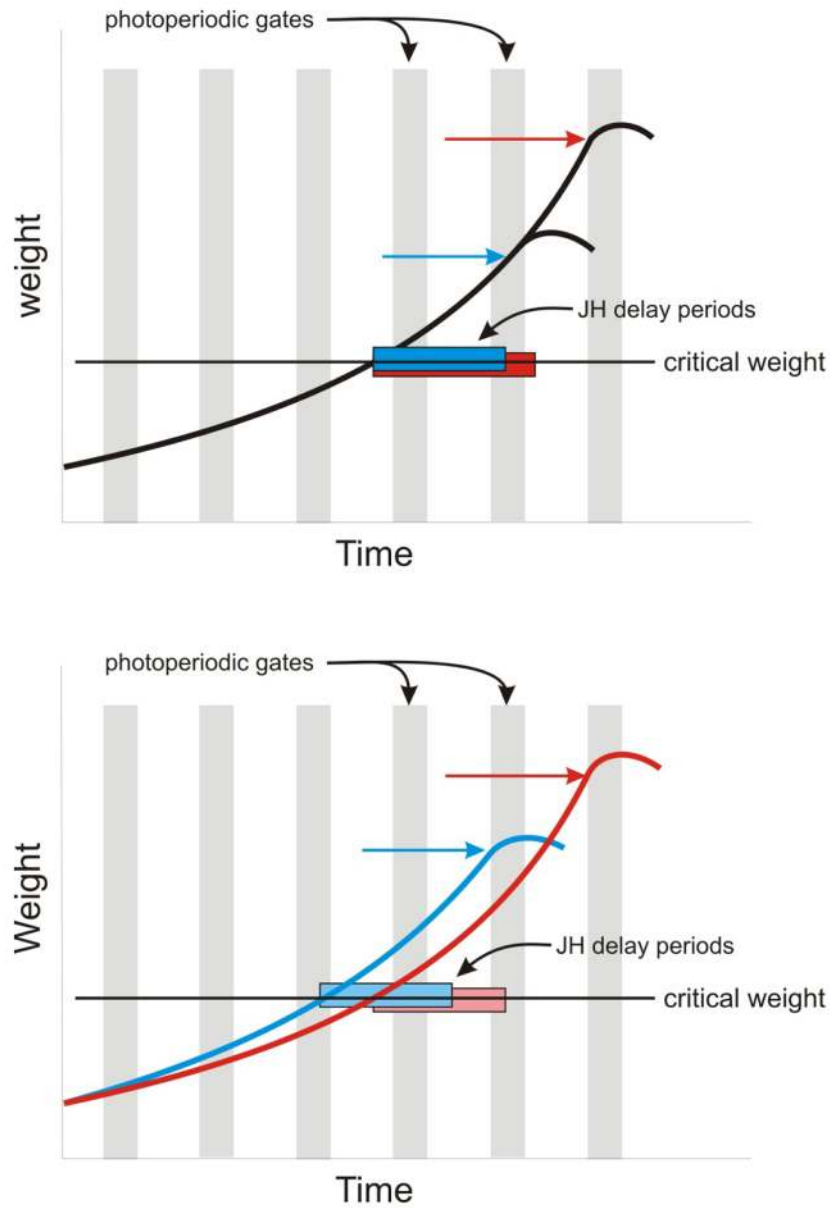 photoperiodic gates
weight
JH delay periods
critical weight
Time
photoperiodic gates
Weight
JH delay periods
critical weight
Time